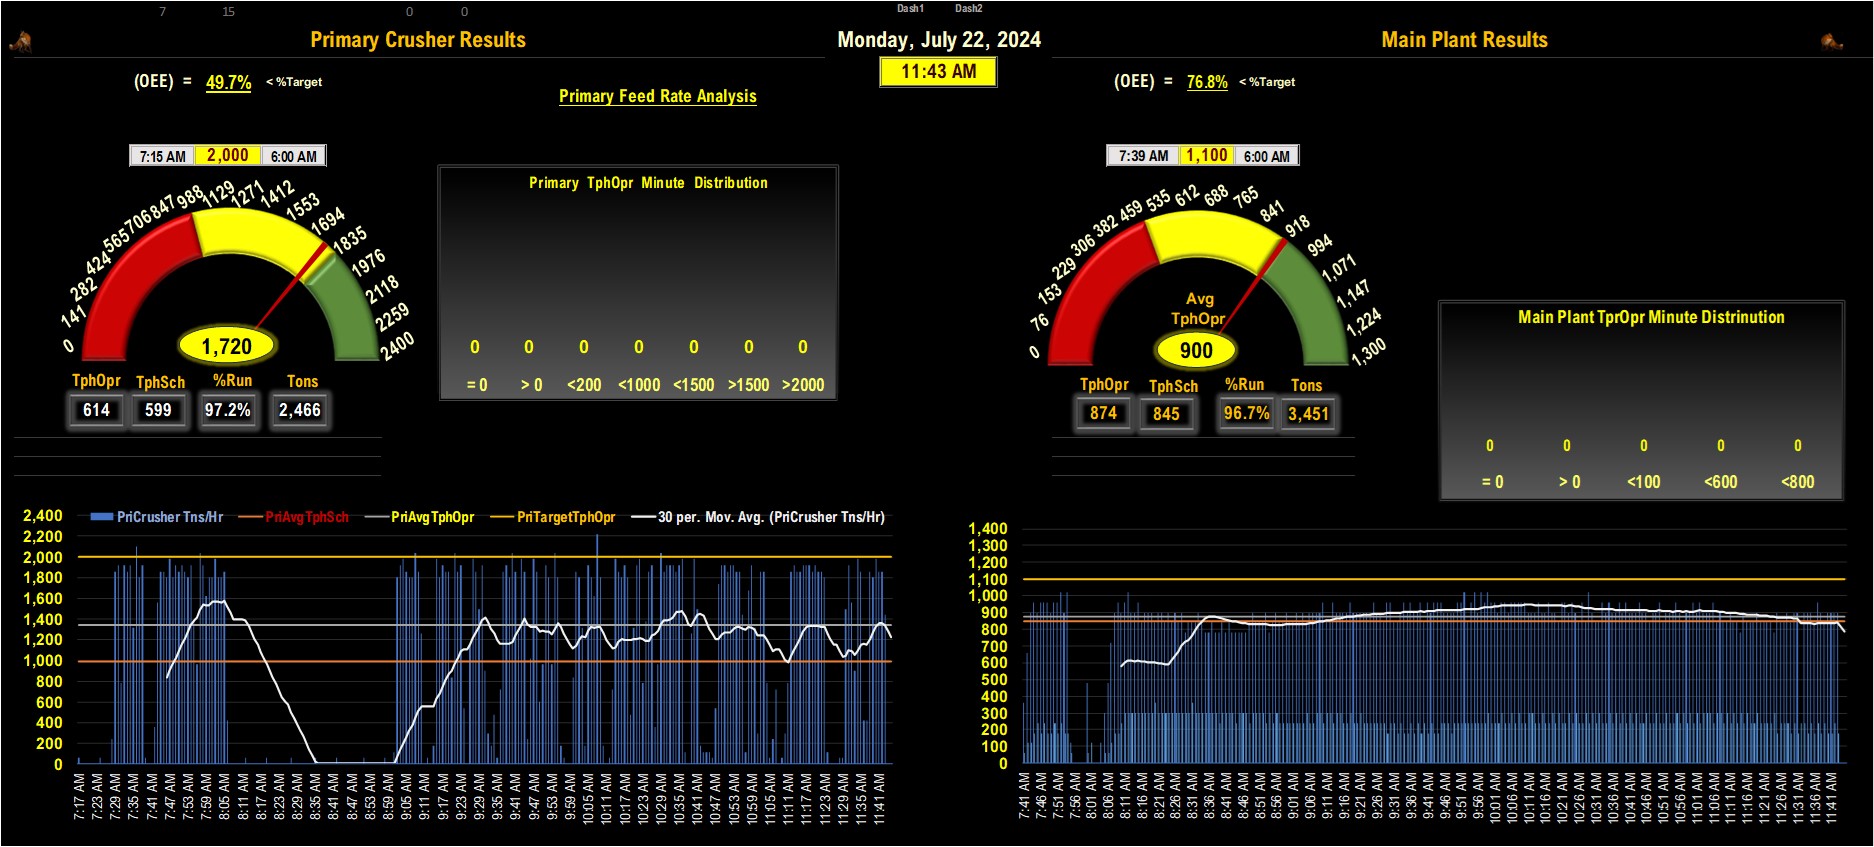 7 15 0 0 Dash1 Dash2
Primary Crusher Results
Monday, July 22, 2024
Main Plant Results
11:43 AM
(OEE) = 49.7% < %Target
Primary Feed Rate Analysis
(OEE) = 76.8% < %Target
7:15 AM 2,000 6:00 AM
0 141 282 424 565 706 847 988 1129 1271 1412 1553 1694 1835 1976 2118 2259 2400
1,720
TphOpr TphSch %Run Tons
614 599 97.2% 2,466
Primary TphOpr Minute Distribution
0 0 0 0 0 0 0
= 0 > 0 <200 <1000 <1500 >1500 >2000
7:39 AM 1,100 6:00 AM
0 76 153 229 306 382 459 535 612 688 765 841 918 994 1,071 1,147 1,224 1,300
Avg
TphOpr
900
TphOpr TphSch %Run Tons
874 845 96.7% 3,451
Main Plant TprOpr Minute Distrinution
0 0 0 0 0
= 0 > 0 <100 <600 <800
PriCrusher Tns/Hr PriAvgTphSch PriAvgTphOpr PriTargetTphOpr 30 per. Mov. Avg. (PriCrusher Tns/Hr)
2,400
2,200
2,000
1,800
1,600
1,400
1,200
1,000
800
600
400
200
0
7:17 AM 7:23 AM 7:29 AM 7:35 AM 7:41 AM 7:47 AM 7:53 AM 7:59 AM 8:05 AM 8:11 AM 8:17 AM 8:23 AM 8:29 AM 8:35 AM 8:41 AM 8:47 AM 8:53 AM 8:59 AM 9:05 AM 9:11 AM 9:17 AM 9:23 AM 9:29 AM 9:35 AM 9:41 AM 9:47 AM 9:53 AM 9:59 AM 10:05 AM 10:11 AM 10:17 AM 10:23 AM 10:29 AM 10:35 AM 10:41 AM 10:47 AM 10:53 AM 10:59 AM 11:05 AM 11:11 AM 11:17 AM 11:23 AM 11:29 AM 11:35 AM 11:41 AM
1,400
1,300
1,200
1,100
1,000
900
800
700
600
500
400
300
200
100
0
7:41 AM 7:46 AM 7:51 AM 7:56 AM 8:01 AM 8:06 AM 8:11 AM 8:16 AM 8:21 AM 8:26 AM 8:31 AM 8:36 AM 8:41 AM 8:46 AM 8:51 AM 8:56 AM 9:01 AM 9:06 AM 9:11 AM 9:16 AM 9:21 AM 9:26 AM 9:31 AM 9:36 AM 9:41 AM 9:46 AM 9:51 AM 9:56 AM 10:01 AM 10:06 AM 10:11 AM 10:16 AM 10:21 AM 10:26 AM 10:31 AM 10:36 AM 10:41 AM 10:46 AM 10:51 AM 10:56 AM 11:01 AM 11:06 AM 11:11 AM 11:16 AM 11:21 AM 11:26 AM 11:31 AM 11:36 AM 11:41 AM